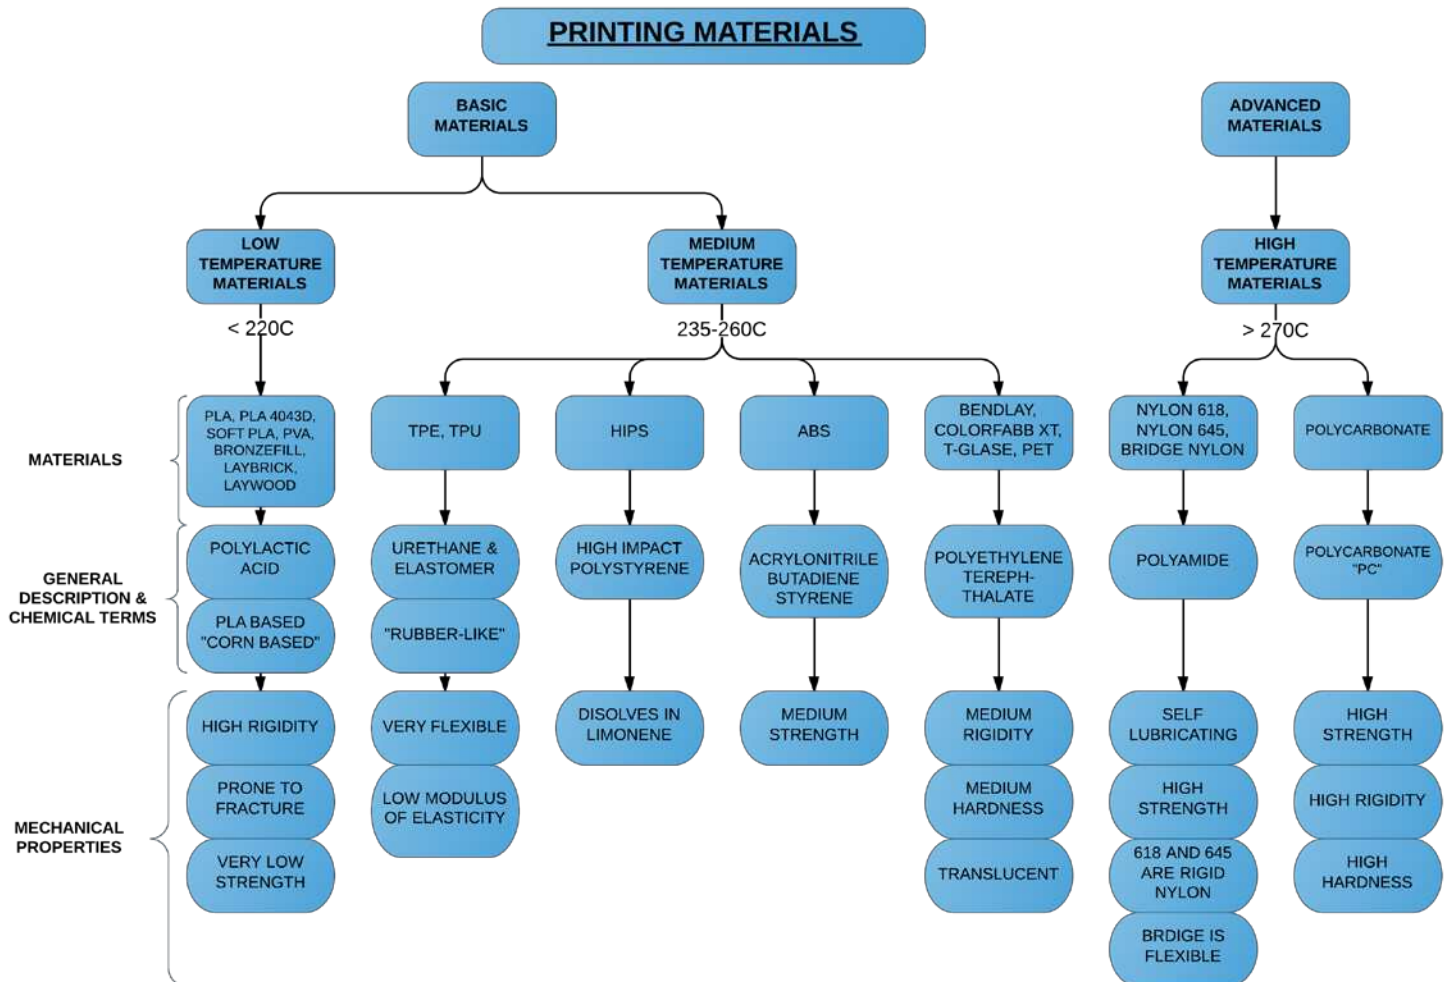 PRINTING MATERIALS
BASIC
MATERIALS
ADVANCED
MATERIALS
LOW
TEMPERATURE
MATERIALS
MEDIUM
TEMPERATURE
MATERIALS
HIGH
TEMPERATURE
MATERIALS
< 220C
235-260C
> 270C
MATERIALS
PLA, PLA 4043D,
SOFT PLA, PVA,
BRONZEFILL,
LAYBRICK,
LAYWOOD
TPE, TPU
HIPS
ABS
BENDLAY,
COLORFABB XT,
T-GLASE, PET
NYLON 618,
NYLON 645,
BRIDGE NYLON
POLYCARBONATE
GENERAL
DESCRIPTION &
CHEMICAL TERMS
POLYLACTIC
ACID
URETHANE &
ELASTOMER
HIGH IMPACT
POLYSTYRENE
ACRYLONITRILE
BUTADIENE
STYRENE
POLYETHYLENE
TEREPH-
THALATE
POLYAMIDE
POLYCARBONATE
"PC"
PLA BASED
"CORN BASED"
"RUBBER-LIKE"
MECHANICAL
PROPERTIES
HIGH RIGIDITY
VERY FLEXIBLE
DISOLVES IN
LIMONENE
MEDIUM
STRENGTH
MEDIUM
RIGIDITY
SELF
LUBRICATING
HIGH
STRENGTH
PRONE TO
FRACTURE
LOW MODULUS
OF ELASTICITY
MEDIUM
HARDNESS
HIGH
STRENGTH
HIGH RIGIDITY
VERY LOW
STRENGTH
TRANSLUCENT
618 AND 645
ARE RIGID
NYLON
HIGH
HARDNESS
BRDIGE IS
FLEXIBLE